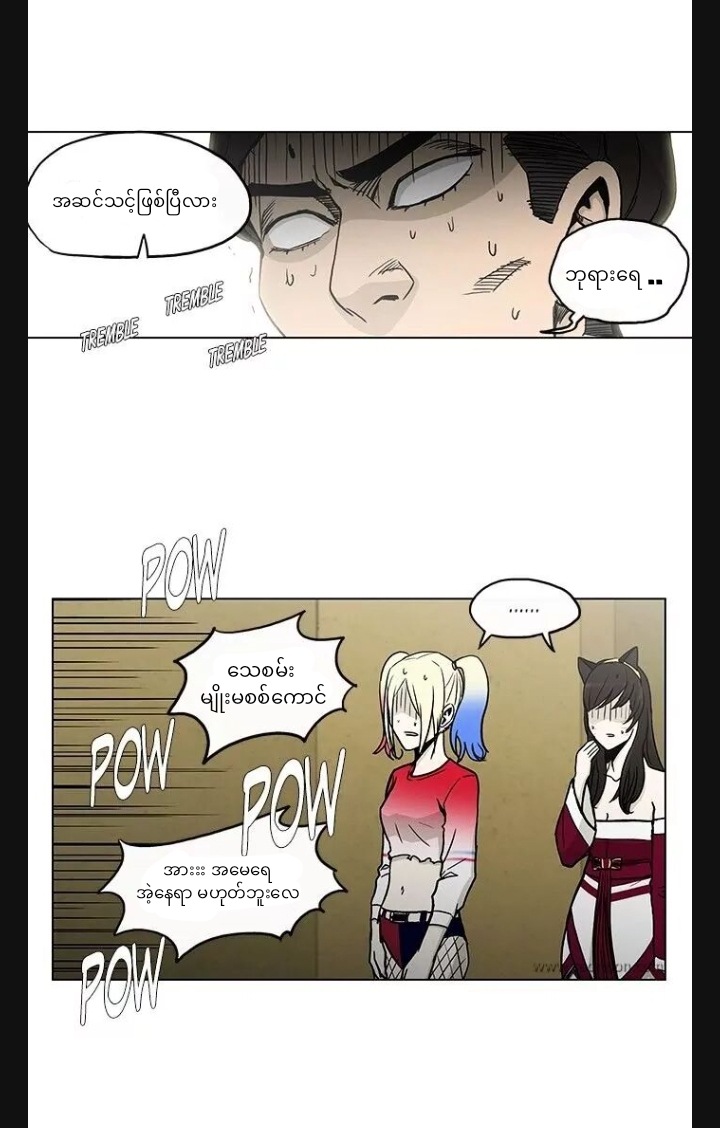 အဆင်သင့်ဖြစ်ပြီလား
ဘုရားရေ ..
TREMBLE
TREMBLE
TREMBLE
POW
......
သေစမ်း
မျိုးမစစ်ကောင်
POW
POW
အားးး အမေရေ
အဲ့နေရာ မဟုတ်ဘူးလေ
POW